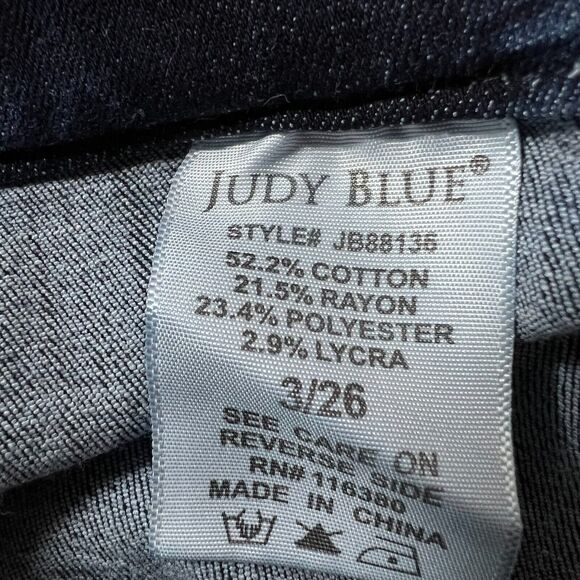 JUDY BLUE®
STYLE# JB88135
52.2% COTTON
21.5% RAYON
23.4% POLYESTER
2.9% LYCRA
3/26
SEE CARE ON
REVERSE SIDE
RN# 116380
MADE IN CHINA